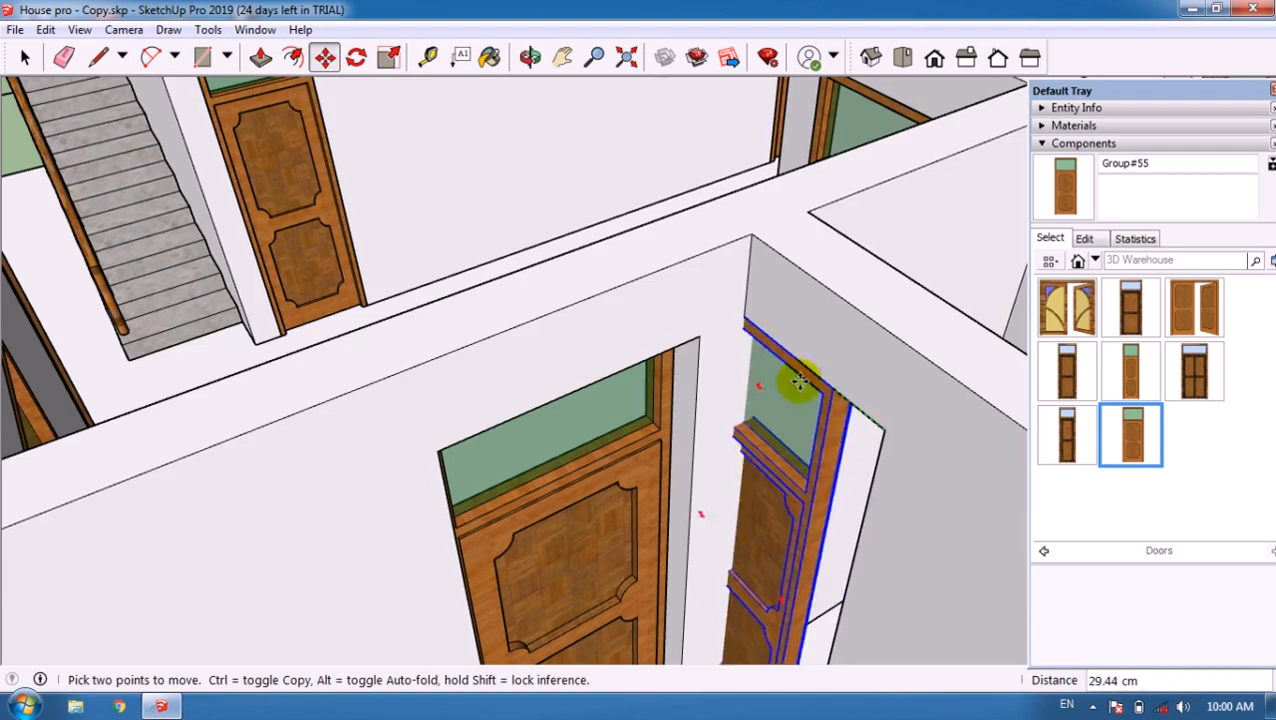 House pro - Copy.skp - SketchUp Pro 2019 (24 days left in TRIAL)
File Edit View Camera Draw Tools Window Help
A1
Default Tray
Entity Info
Materials
Components
Group#55
Select Edit Statistics
3D Warehouse
Doors
Pick two points to move. Ctrl = toggle Copy, Alt = toggle Auto-fold, hold Shift = lock inference.
Distance 29.44 cm
EN 10:00 AM